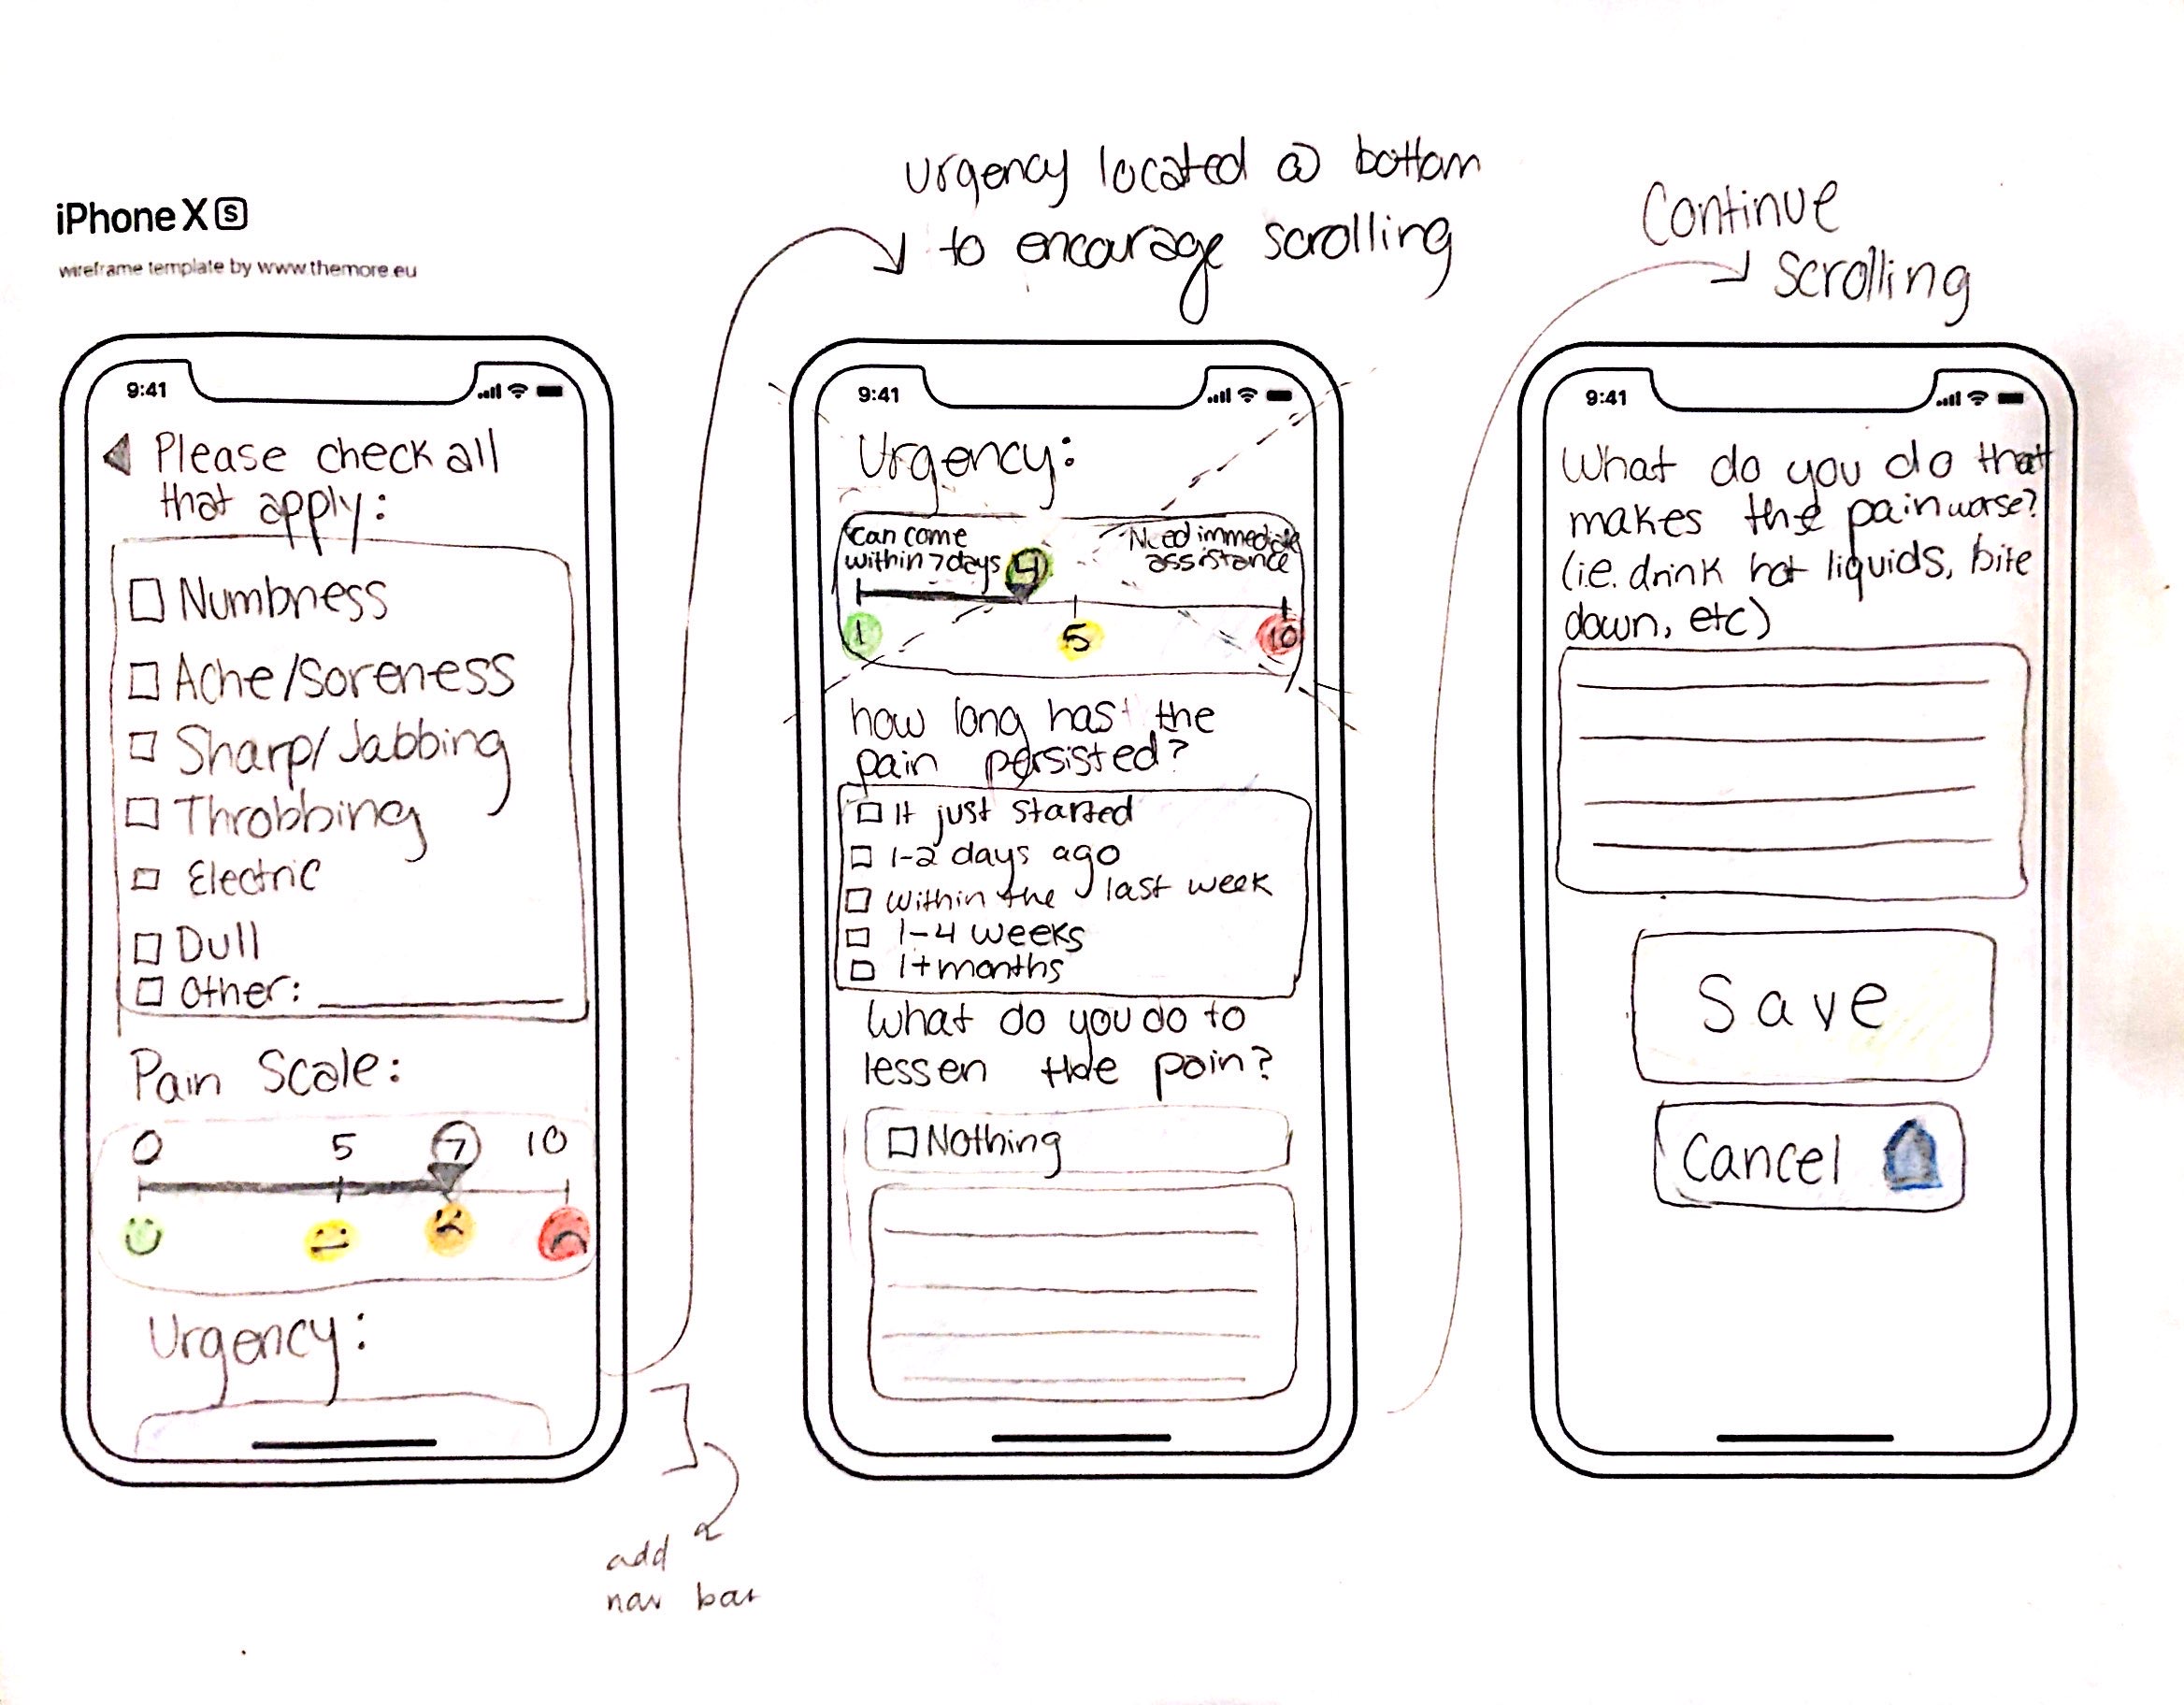 iPhone XS
wireframe template by www.themore.eu
urgency located @ bottom
to encourage scrolling
Continue
Scrolling
9:41
Please check all
that apply:
Numbness
Ache/Soreness
Sharp/Jabbing
Throbbing
Electric
Dull
Other:
Pain Scale:
0 5 7 10
Urgency:
add
nav bar
9:41
Urgency:
Can come
within 7 days
4
Need immediate
assistance
1 5 10
how long has the
pain persisted?
It just started
1-2 days ago
within the last week
1-4 weeks
1+ months
What do you do to
lessen the pain?
Nothing
9:41
What do you do that
makes the pain worse?
(i.e. drink hot liquids, bite
down, etc)
Save
Cancel